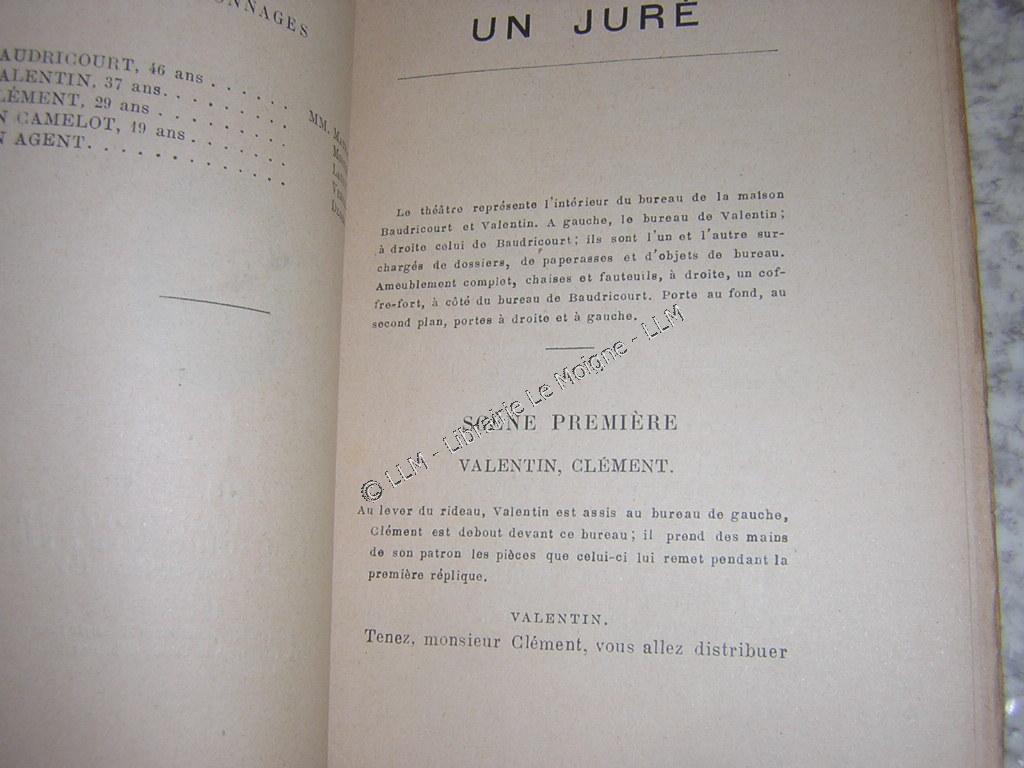 AUDRICOURT, 46 ans . . . . . .
ALENTIN, 37 ans. . . . . . . .
LÉMENT, 29 ans . . . . . . . .
N CAMELOT, 19 ans . . . . . .
N AGENT. . . . . . . . . . . .
MM.
UN JURÉ
Le théâtre représente l'intérieur du bureau de la maison
Baudricourt et Valentin. A gauche, le bureau de Valentin;
à droite celui de Baudricourt; ils sont l'un et l'autre sur-
chargés de dossiers, de paperasses et d'objets de bureau.
Ameublement complet, chaises et fauteuils, à droite, un cof-
fre-fort, à côté du bureau de Baudricourt. Porte au fond, au
second plan, portes à droite et à gauche.
SCÈNE PREMIÈRE
VALENTIN, CLÉMENT.
Au lever du rideau, Valentin est assis au bureau de gauche,
Clément est debout devant ce bureau; il prend des mains
de son patron les pièces que celui-ci lui remet pendant la
première réplique.
VALENTIN.
Tenez, monsieur Clément, vous allez distribuer
© LLM - Librairie Le Moigne - LLM